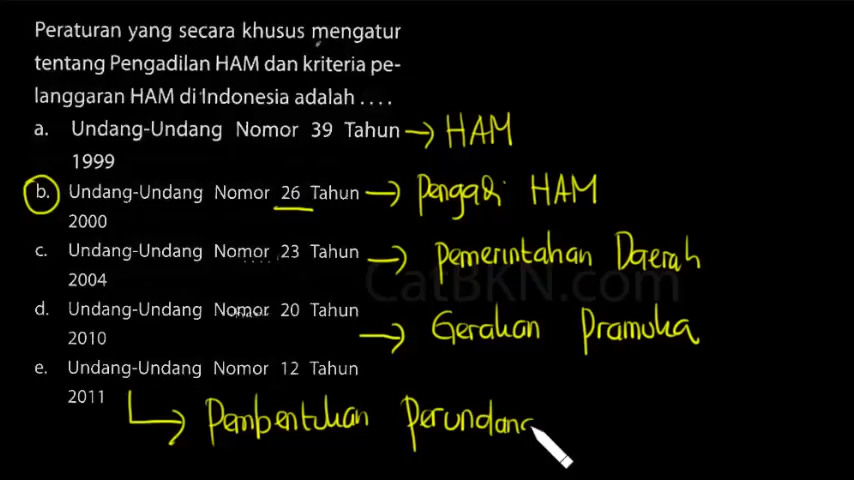 Peraturan yang secara khusus mengatur
tentang Pengadilan HAM dan kriteria pe-
langgaran HAM di Indonesia adalah . . . .
a. Undang-Undang Nomor 39 Tahun → HAM
1999
b. Undang-Undang Nomor 26 Tahun → Pengadi HAM
2000
c. Undang-Undang Nomor 23 Tahun → Pemerintahan Daerah
2004
CatBKN.com
d. Undang-Undang Nomor 20 Tahun
2010 → Gerakan Pramuka
e. Undang-Undang Nomor 12 Tahun
2011
→ Pembentukan Perundang